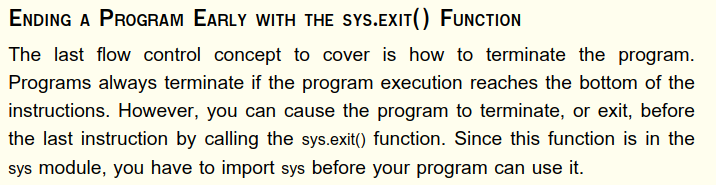 ENDING A PROGRAM EARLY WITH THE SYS.EXIT() FUNCTION
The last flow control concept to cover is how to terminate the program.
Programs always terminate if the program execution reaches the bottom of the
instructions. However, you can cause the program to terminate, or exit, before
the last instruction by calling the sys.exit() function. Since this function is in the
sys module, you have to import sys before your program can use it.